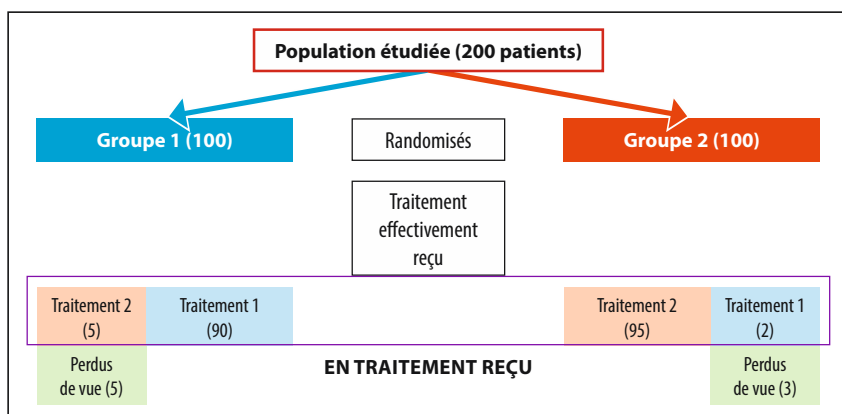 Population étudiée (200 patients)
Groupe 1 (100)
Randomisés
Groupe 2 (100)
Traitement
effectivement
reçu
Traitement 2
(5)
Traitement 1
(90)
Traitement 2
(95)
Traitement 1
(2)
Perdus
de vue (5)
EN TRAITEMENT REÇU
Perdus
de vue (3)